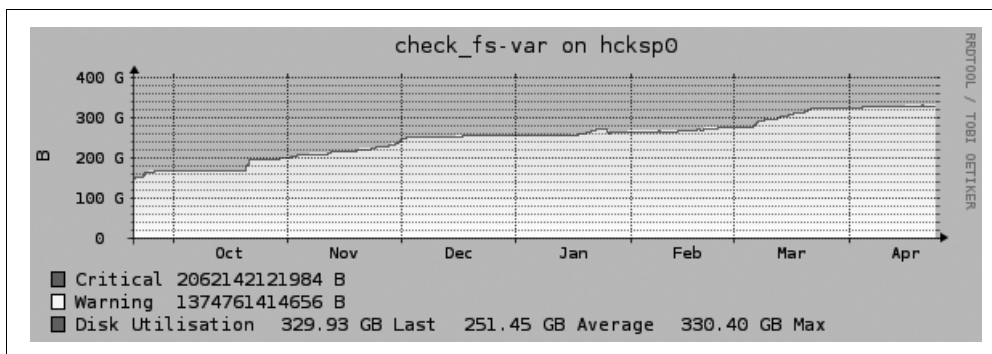 check_fs-var on hcksp0
RRDTOOL / TOBI OETIKER
400 G
300 G
200 G
100 G
0
B
Oct Nov Dec Jan Feb Mar Apr
Critical 2062142121984 B
Warning 1374761414656 B
Disk Utilisation 329.93 GB Last 251.45 GB Average 330.40 GB Max